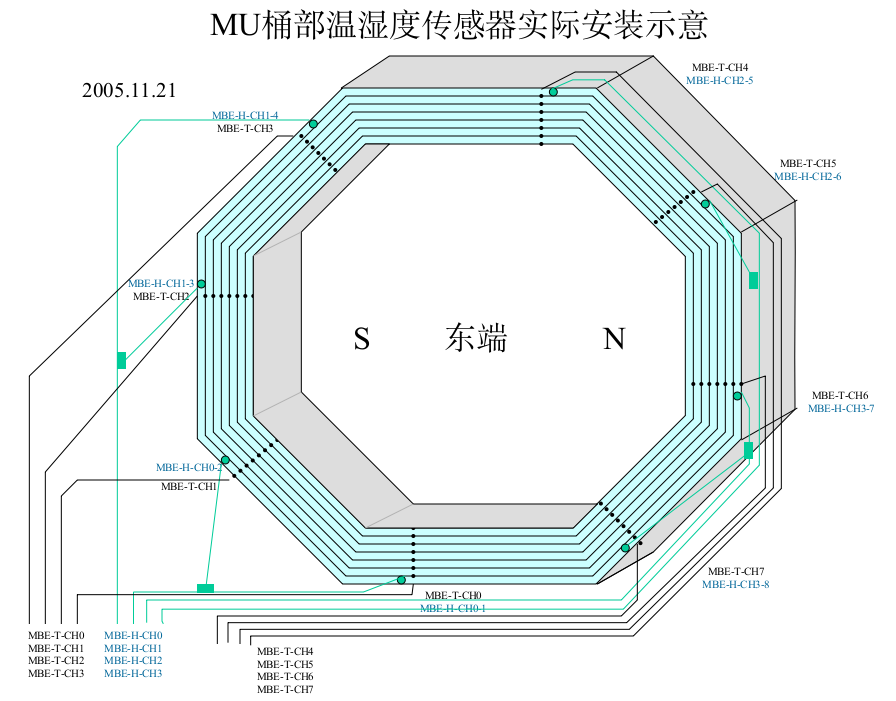 MU桶部温湿度传感器实际安装示意
2005.11.21
MBE-T-CH4
MBE-H-CH2-5
MBE-H-CH1-4
MBE-T-CH3
MBE-T-CH5
MBE-H-CH2-6
MBE-H-CH1-3
MBE-T-CH2
S 东端 N
MBE-T-CH6
MBE-H-CH3-7
MBE-H-CH0-2
MBE-T-CH1
MBE-T-CH7
MBE-H-CH3-8
MBE-T-CH0
MBE-H-CH0-1
MBE-T-CH0
MBE-T-CH1
MBE-T-CH2
MBE-T-CH3
MBE-H-CH0
MBE-H-CH1
MBE-H-CH2
MBE-H-CH3
MBE-T-CH4
MBE-T-CH5
MBE-T-CH6
MBE-T-CH7